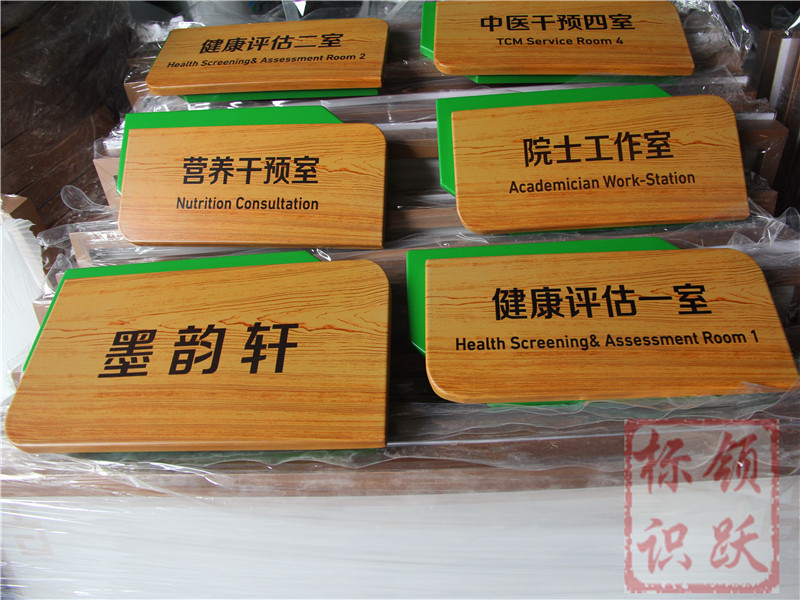 健康评估二室
Health Screening& Assessment Room 2
中医干预四室
TCM Service Room 4
营养干预室
Nutrition Consultation
院士工作室
Academician Work-Station
墨韵轩
健康评估一室
Health Screening& Assessment Room 1
领跃
标识